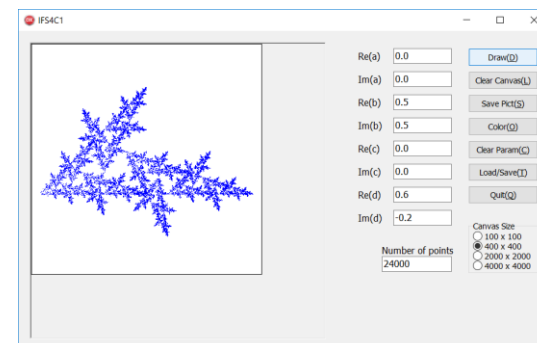 IFS4C1
Re(a) 0.0 Draw(D)
Im(a) 0.0 Clear Canvas(L)
Re(b) 0.5 Save Pict(S)
Im(b) 0.5 Color(O)
Re(c) 0.0 Clear Param(C)
Im(c) 0.0 Load/Save(T)
Re(d) 0.6 Quit(Q)
Im(d) -0.2
Canvas Size
100 x 100
400 x 400
2000 x 2000
4000 x 4000
Number of points
24000